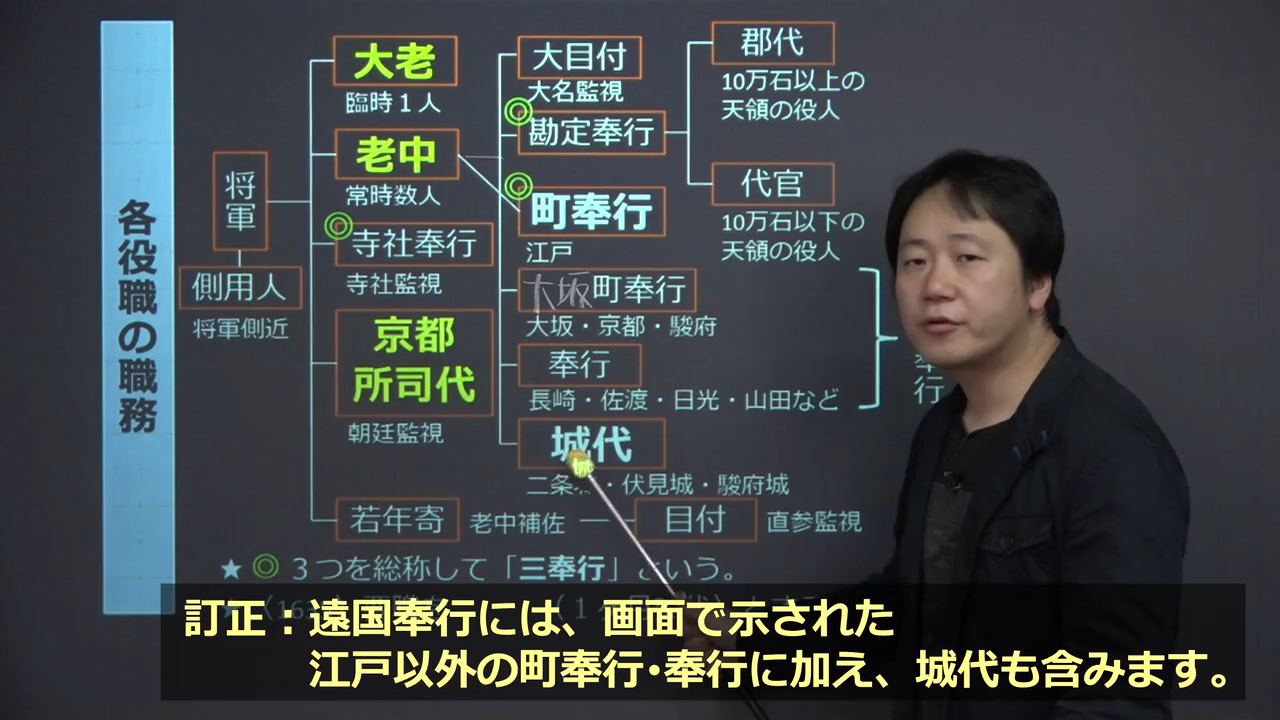 各役職の職務
将軍
側用人
将軍側近
大老
臨時1人
老中
常時数人
寺社奉行
寺社監視
京都
所司代
朝廷監視
若年寄
老中補佐
目付
直参監視
大目付
大名監視
勘定奉行
町奉行
江戸
大坂町奉行
大坂・京都・駿府
奉行
長崎・佐渡・日光・山田など
城代
二条・伏見城・駿府城
郡代
10万石以上の
天領の役人
代官
10万石以下の
天領の役人
奉行
★◎3つを総称して「三奉行」という。
訂正：遠国奉行には、画面で示された
江戸以外の町奉行･奉行に加え、城代も含みます。